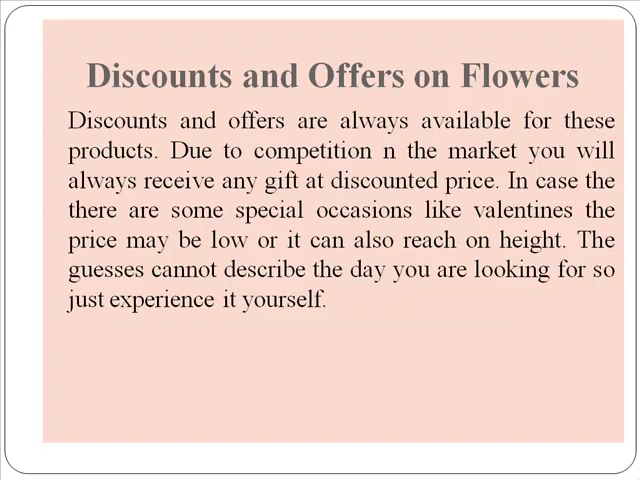 Discounts and Offers on Flowers
Discounts and offers are always available for these
products. Due to competition n the market you will
always receive any gift at discounted price. In case the
there are some special occasions like valentines the
price may be low or it can also reach on height. The
guesses cannot describe the day you are looking for so
just experience it yourself.